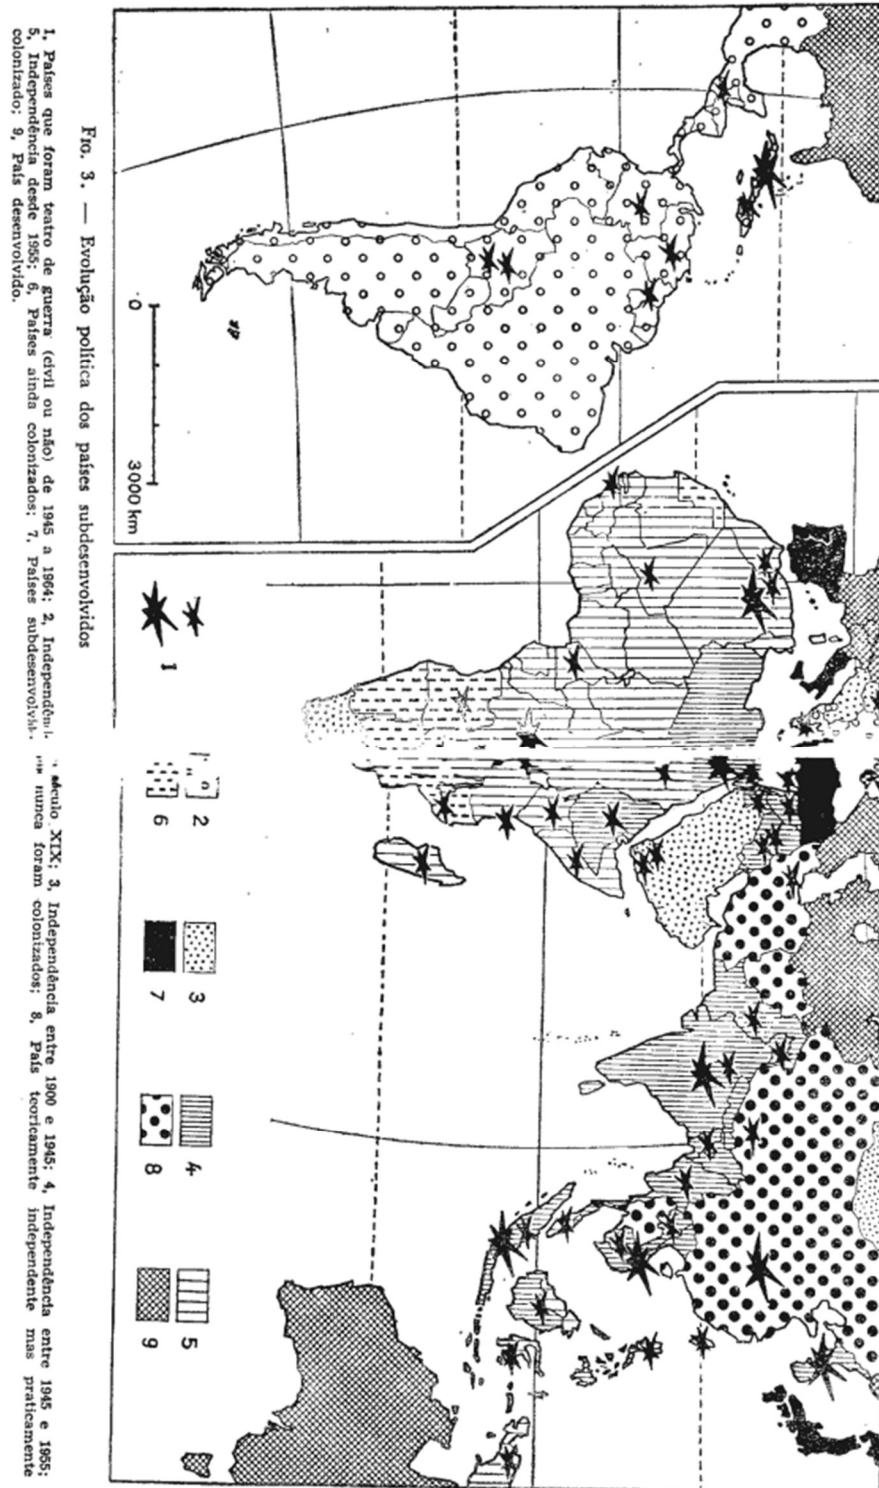 FIG. 3. — Evolução política dos países subdesenvolvidos
0 3000 km
1
2
6
3
7
4
8
5
9
1, Países que foram teatro de guerra (civil ou não) de 1945 a 1964; 2, Independência
século XIX; 3, Independência entre 1900 e 1945; 4, Independência entre 1945 e 1955;
5, Independência desde 1955; 6, Países ainda colonizados; 7, Países
nunca foram colonizados; 8, País teoricamente independente mas praticamente
colonizado; 9, País desenvolvido.